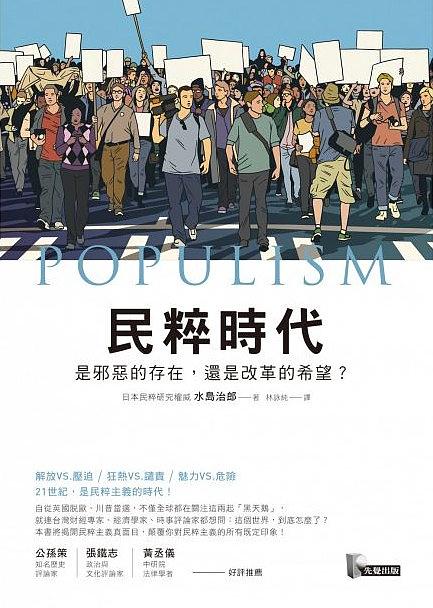 POPULISM
民粹時代
是邪惡的存在,還是改革的希望?
日本民粹研究權威 水島治郎──著 林詠純──譯
解放VS.壓迫 / 狂熱VS.譴責 / 魅力VS.危險
21世紀,是民粹主義的時代!
自從英國脫歐、川普當選,不僅全球都在關注這兩起「黑天鵝」,
就連台灣財經專家、經濟學家、時事評論家都想問:這個世界,到底怎麼了?
本書將揭開民粹主義真面目,顛覆你對民粹主義的所有既定印象!
公孫策 張鐵志 黃丞儀
知名歷史 政治與 中研院
評論家 文化評論家 法律學者 ──── 好評推薦
先覺出版